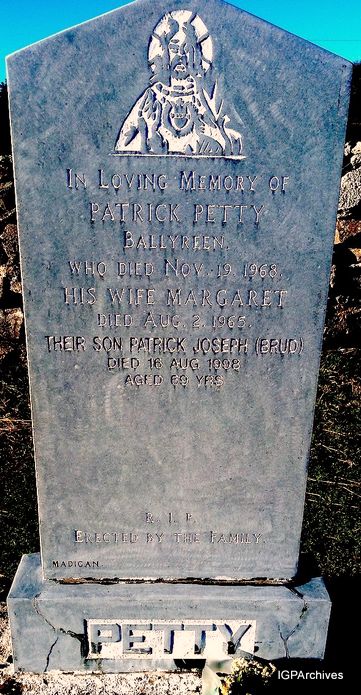 IN LOVING MEMORY OF
PATRICK PETTY
BALLYREEN.
WHO DIED NOV. 19. 1968.
HIS WIFE MARGARET
DIED AUG. 2. 1965.
THEIR SON PATRICK JOSEPH (BRUD)
DIED 16 AUG 1998
AGED 69 YRS
R. I. P.
ERECTED BY THE FAMILY.
MADIGAN
PETTY.
IGPArchives